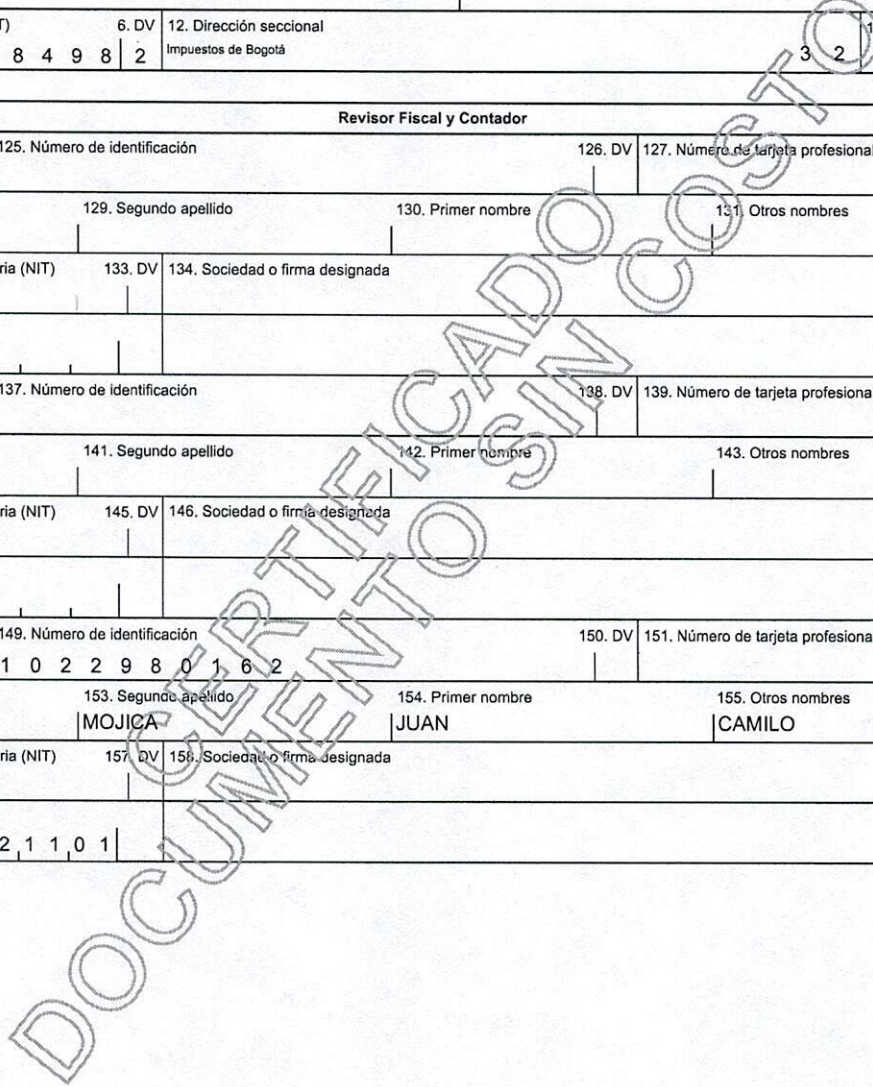 T) 6. DV 12. Dirección seccional
8 4 9 8 2 Impuestos de Bogotá 3 2
Revisor Fiscal y Contador
125. Número de identificación 126. DV 127. Número de tarjeta profesional
129. Segundo apellido 130. Primer nombre 131. Otros nombres
ria (NIT) 133. DV 134. Sociedad o firma designada
137. Número de identificación 138. DV 139. Número de tarjeta profesiona
141. Segundo apellido 142. Primer nombre 143. Otros nombres
ria (NIT) 145. DV 146. Sociedad o firma designada
149. Número de identificación 150. DV 151. Número de tarjeta profesiona
1 0 2 2 9 8 0 1 6 2
153. Segundo apellido 154. Primer nombre 155. Otros nombres
MOJICA JUAN CAMILO
ria (NIT) 157. DV 158. Sociedad o firma designada
2 1 1 0 1
CERTIFICADO
DOCUMENTO SIN COSTO